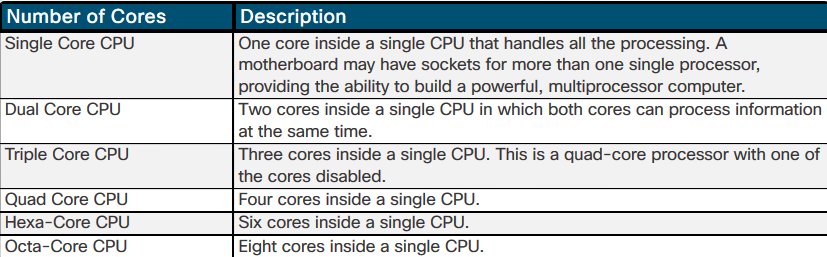 Number of Cores Description
Single Core CPU One core inside a single CPU that handles all the processing. A
motherboard may have sockets for more than one single processor,
providing the ability to build a powerful, multiprocessor computer.
Dual Core CPU Two cores inside a single CPU in which both cores can process information
at the same time.
Triple Core CPU Three cores inside a single CPU. This is a quad-core processor with one of
the cores disabled.
Quad Core CPU Four cores inside a single CPU.
Hexa-Core CPU Six cores inside a single CPU.
Octa-Core CPU Eight cores inside a single CPU.